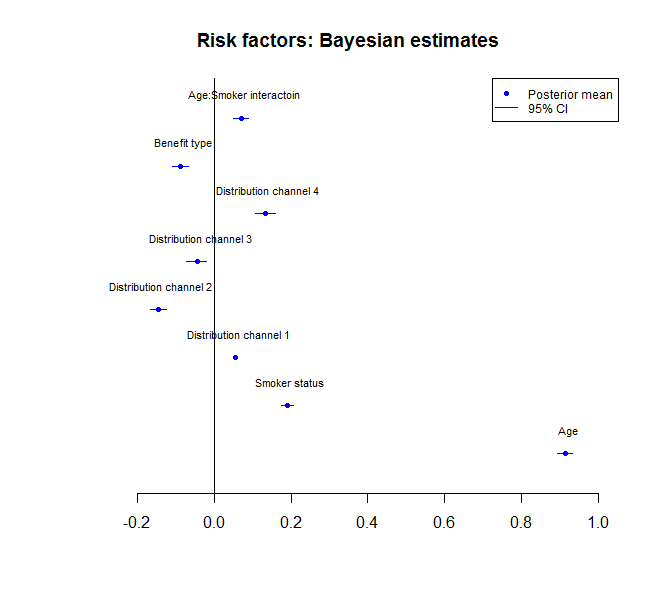 Risk factors: Bayesian estimates
Posterior mean
95% CI
Age:Smoker interactoin
Benefit type
Distribution channel 4
Distribution channel 3
Distribution channel 2
Distribution channel 1
Smoker status
Age
-0.2 0.0 0.2 0.4 0.6 0.8 1.0